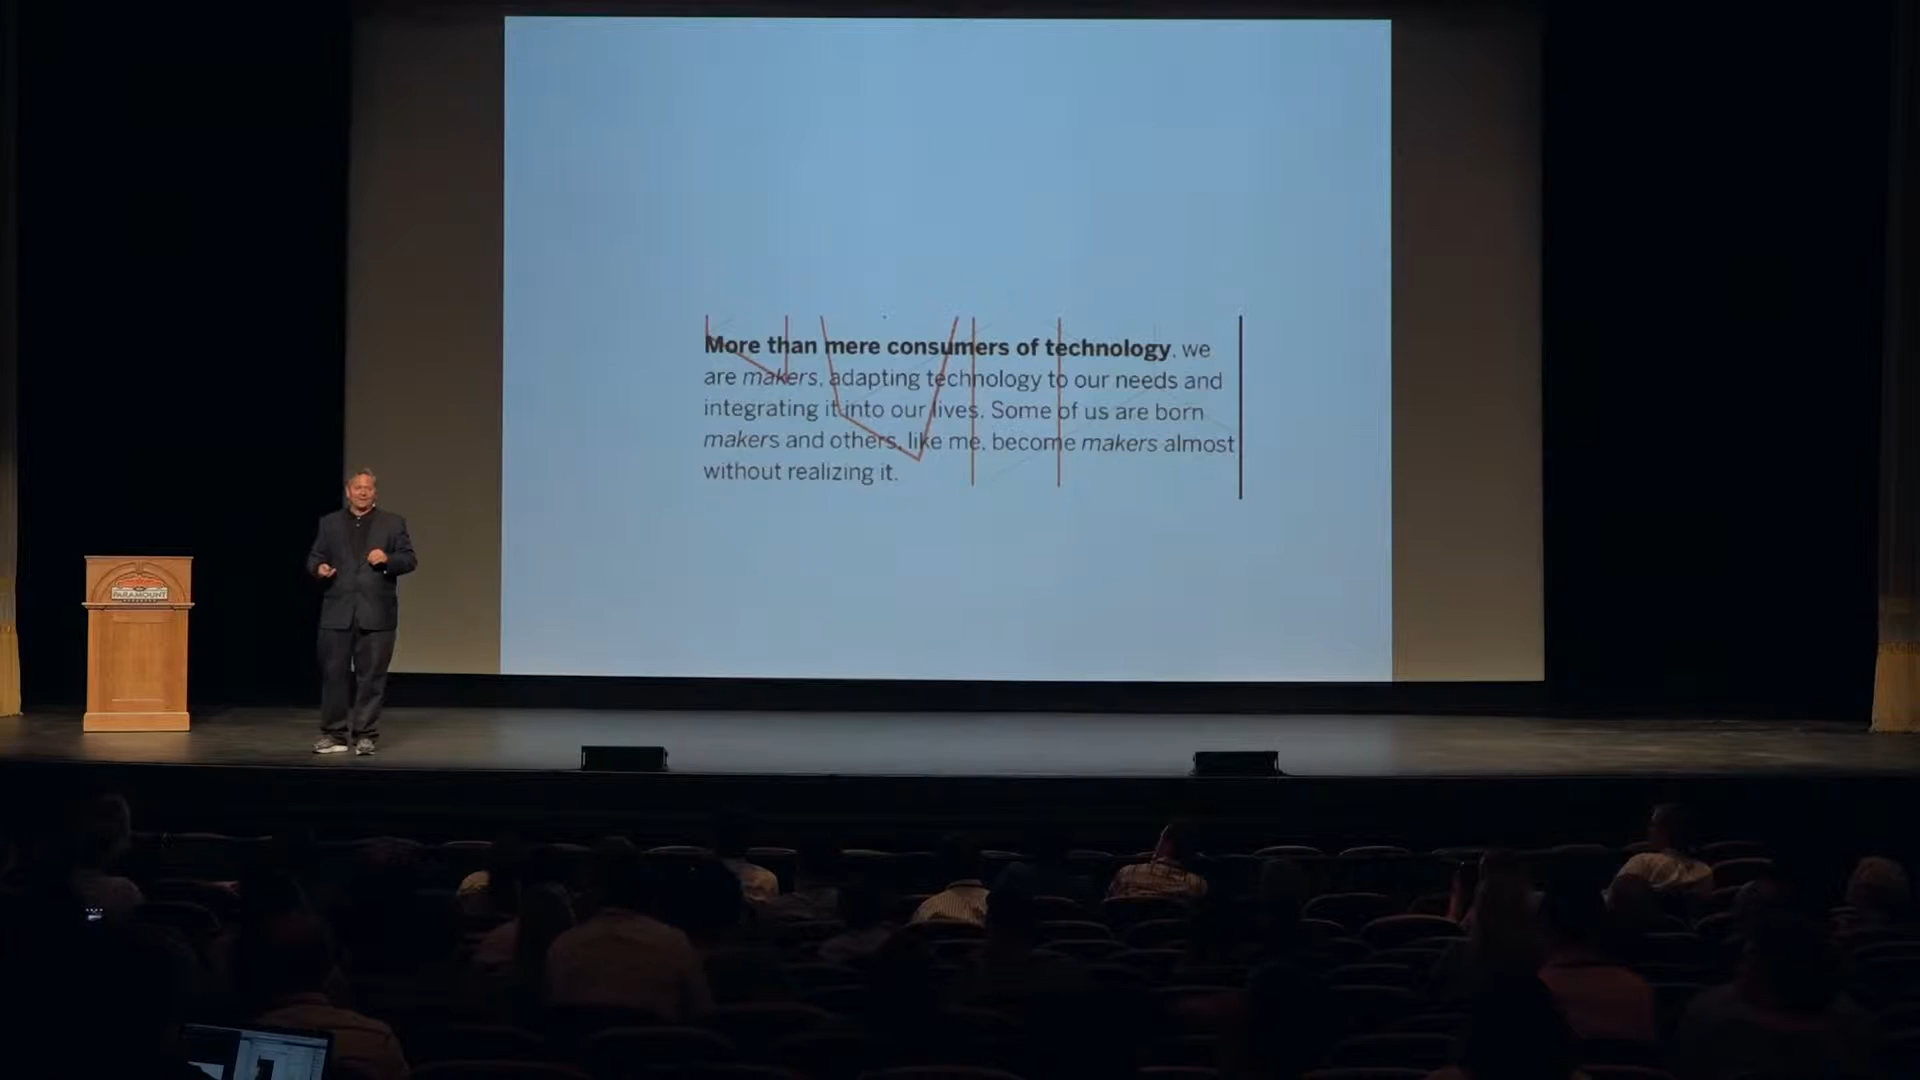 More than mere consumers of technology, we
are makers, adapting technology to our needs and
integrating it into our lives. Some of us are born
makers and others, like me, become makers almost
without realizing it.
PARAMOUNT